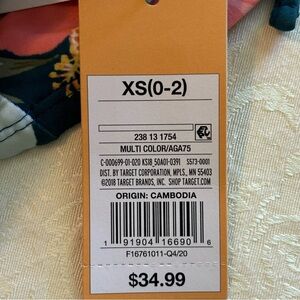 XS(0-2)
238 13 1754
MULTI COLOR/AGA75
C-000699-01-020 KS18_50A01-0391 S573-0001
DIST. BY TARGET CORPORATION, MPLS., MN 55403
©2018 TARGET BRANDS, INC. SHOP TARGET.COM
ORIGIN: CAMBODIA
1 91904 16690 6
F16761011-Q4/20
$34.99